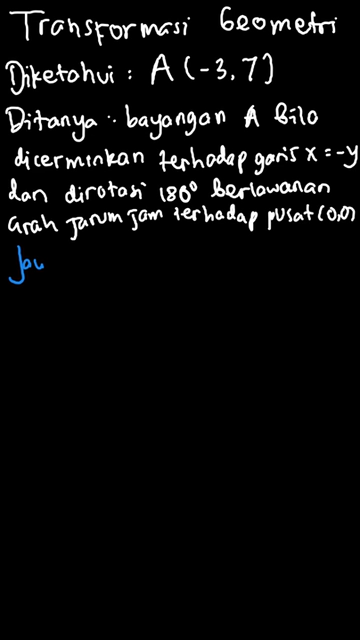 Transformasi Geometri
Diketahui : A (-3, 7)
Ditanya : bayangan A bila
dicerminkan terhadap garis x = -y
dan dirotasi 180° berlawanan
arah jarum jam terhadap pusat (0,0)
Jaw